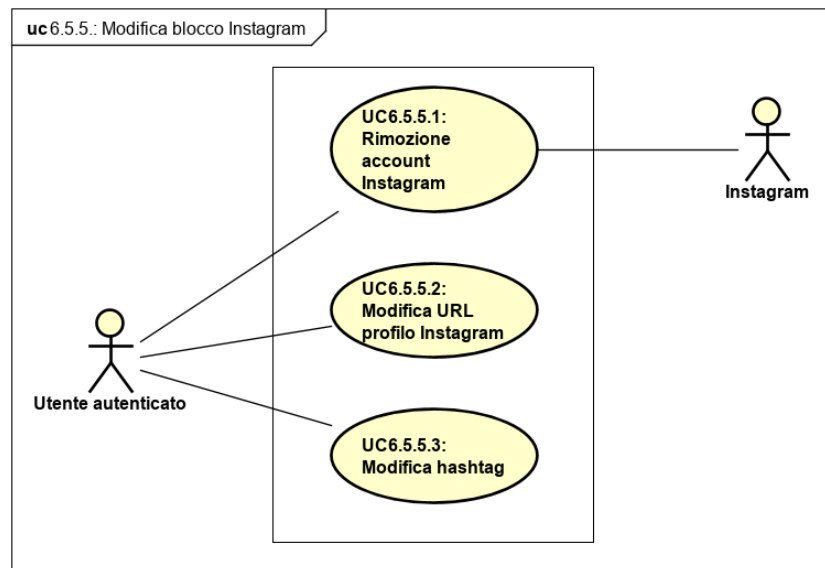 uc 6.5.5.: Modifica blocco Instagram
UC6.5.5.1:
Rimozione
account
Instagram
Instagram
UC6.5.5.2:
Modifica URL
profilo Instagram
Utente autenticato
UC6.5.5.3:
Modifica hashtag